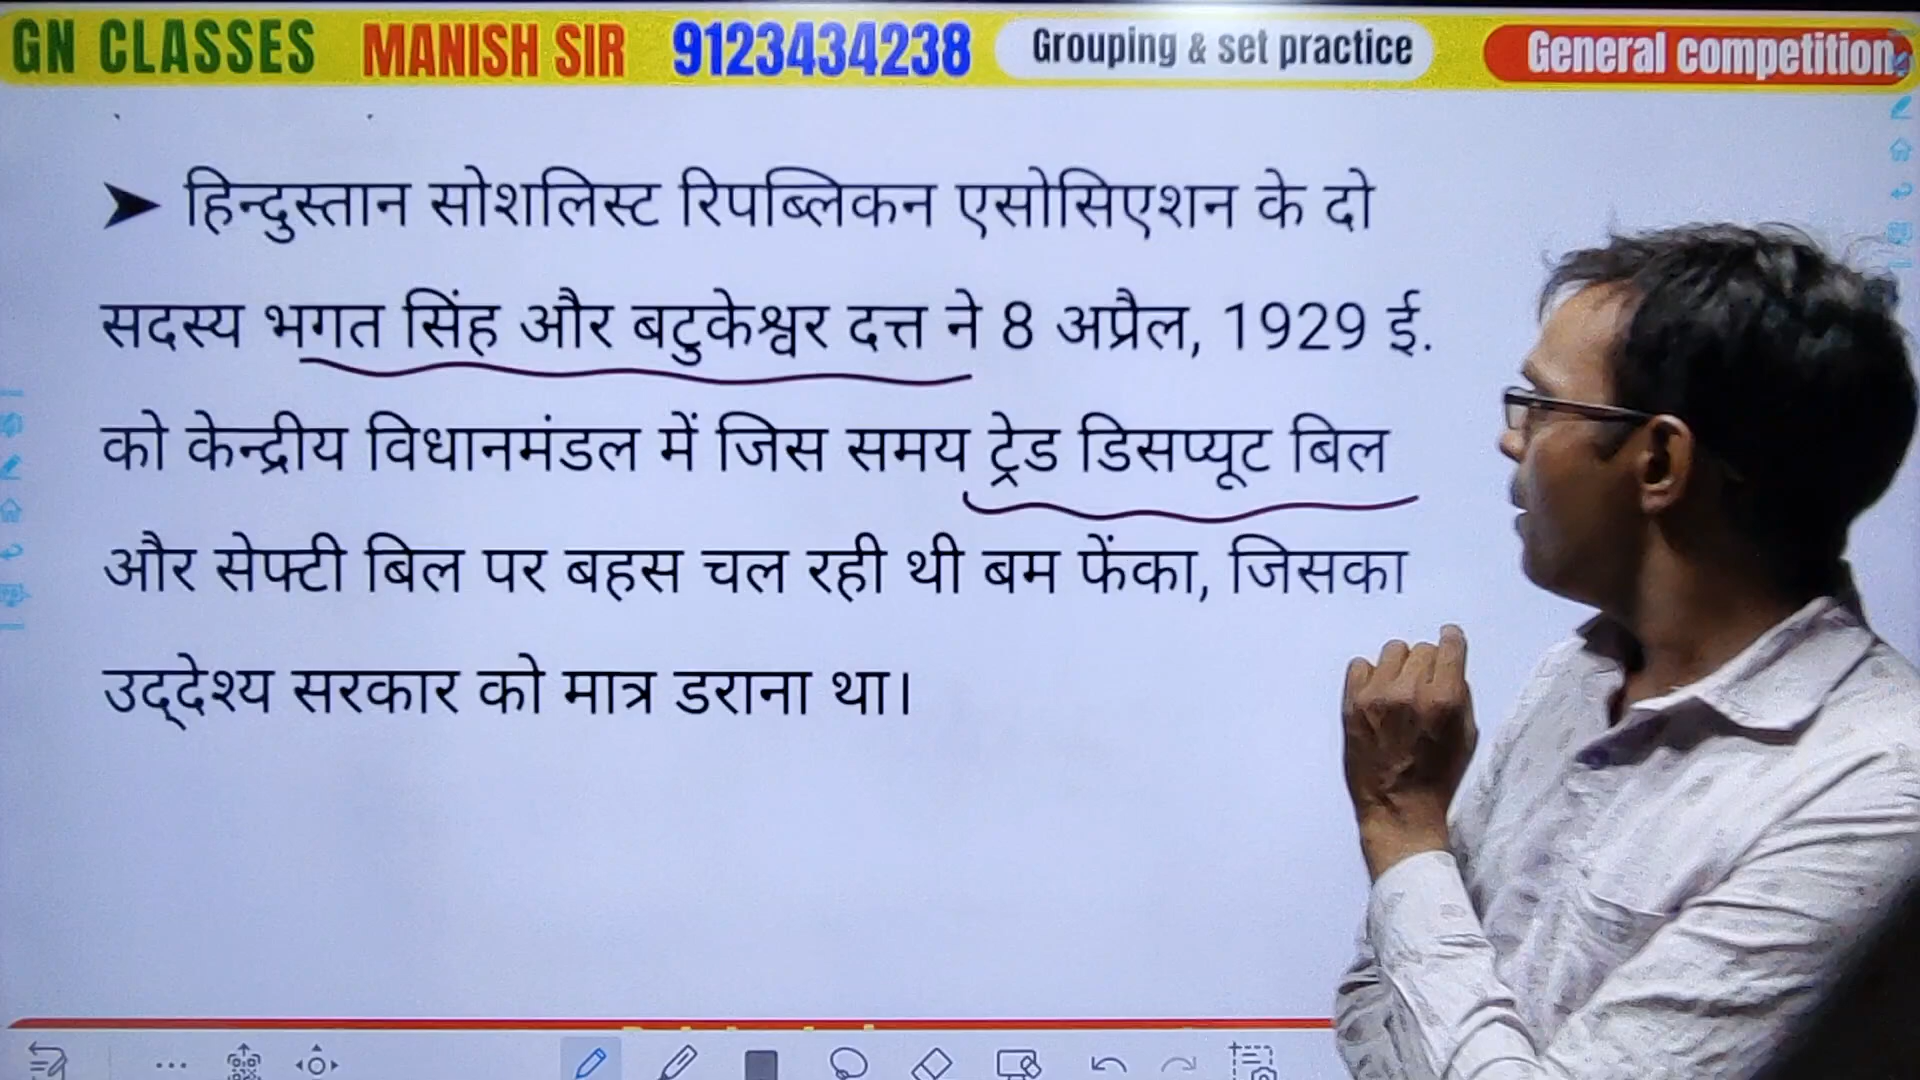 GN CLASSES MANISH SIR 9123434238 Grouping & set practice General competition
➤ हिन्दुस्तान सोशलिस्ट रिपब्लिकन एसोसिएशन के दो
सदस्य भगत सिंह और बटुकेश्वर दत्त ने 8 अप्रैल, 1929 ई.
को केन्द्रीय विधानमंडल में जिस समय ट्रेड डिसप्यूट बिल
और सेफ्टी बिल पर बहस चल रही थी बम फेंका, जिसका
उद्देश्य सरकार को मात्र डराना था।